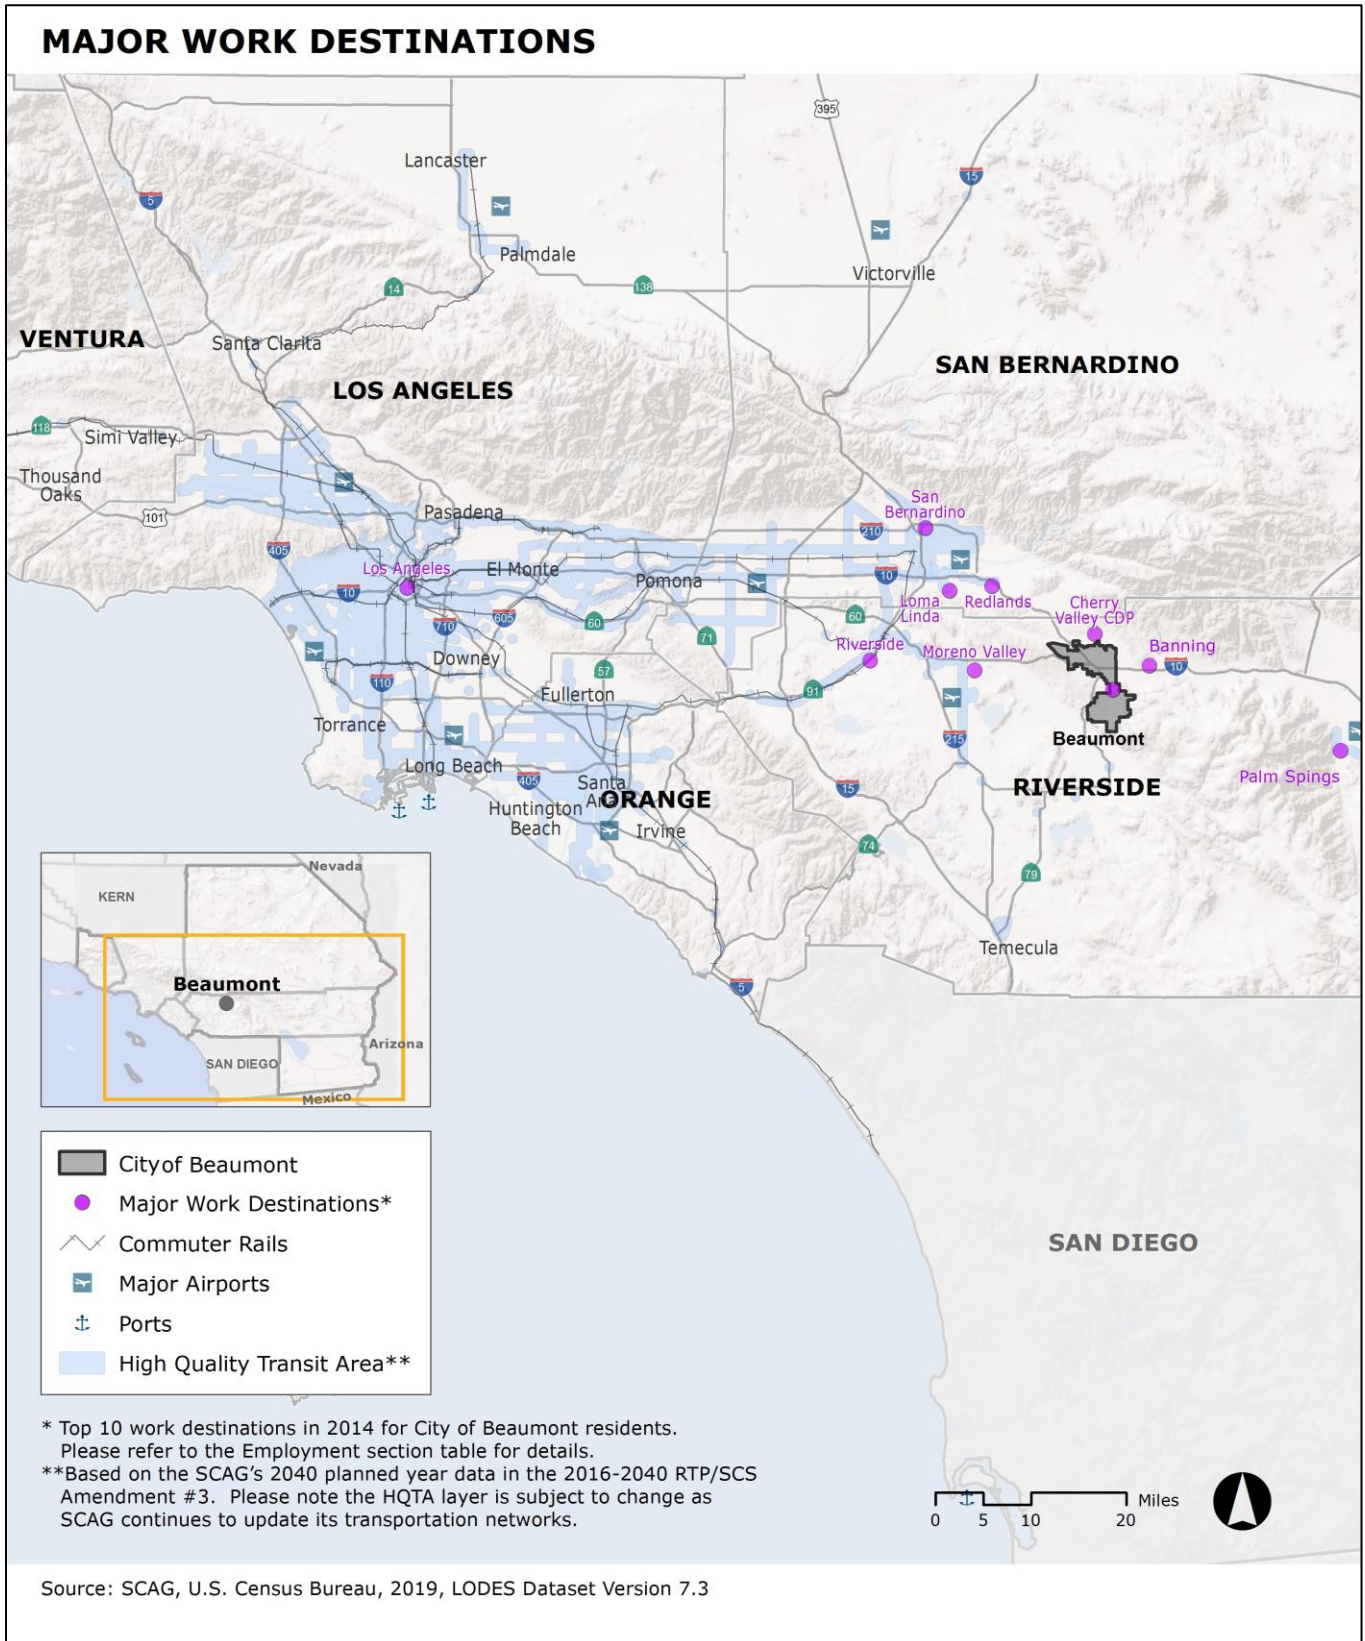 MAJOR WORK DESTINATIONS
395
Lancaster
15
5
Palmdale
Victorville
14
138
VENTURA
Santa Clarita
SAN BERNARDINO
LOS ANGELES
118
Simi Valley
Thousand
Oaks
101
Pasadena
San
Bernardino
210
405
Los Angeles
El Monte
Pomona
10
10
Loma
Linda
Redlands
Cherry
Valley CDP
605
710
60
60
71
Riverside
Moreno Valley
Banning
10
Downey
57
110
Fullerton
91
Torrance
215
Beaumont
Long Beach
405
Santa
Ana
ORANGE
Huntington
Beach
Irvine
15
RIVERSIDE
Palm Spings
74
79
Temecula
5
Nevada
KERN
Beaumont
Arizona
SAN DIEGO
Mexico
City of Beaumont
Major Work Destinations*
Commuter Rails
Major Airports
Ports
High Quality Transit Area**
SAN DIEGO
* Top 10 work destinations in 2014 for City of Beaumont residents.
Please refer to the Employment section table for details.
**Based on the SCAG's 2040 planned year data in the 2016-2040 RTP/SCS
Amendment #3. Please note the HQTA layer is subject to change as
SCAG continues to update its transportation networks.
Miles
0 5 10 20
Source: SCAG, U.S. Census Bureau, 2019, LODES Dataset Version 7.3